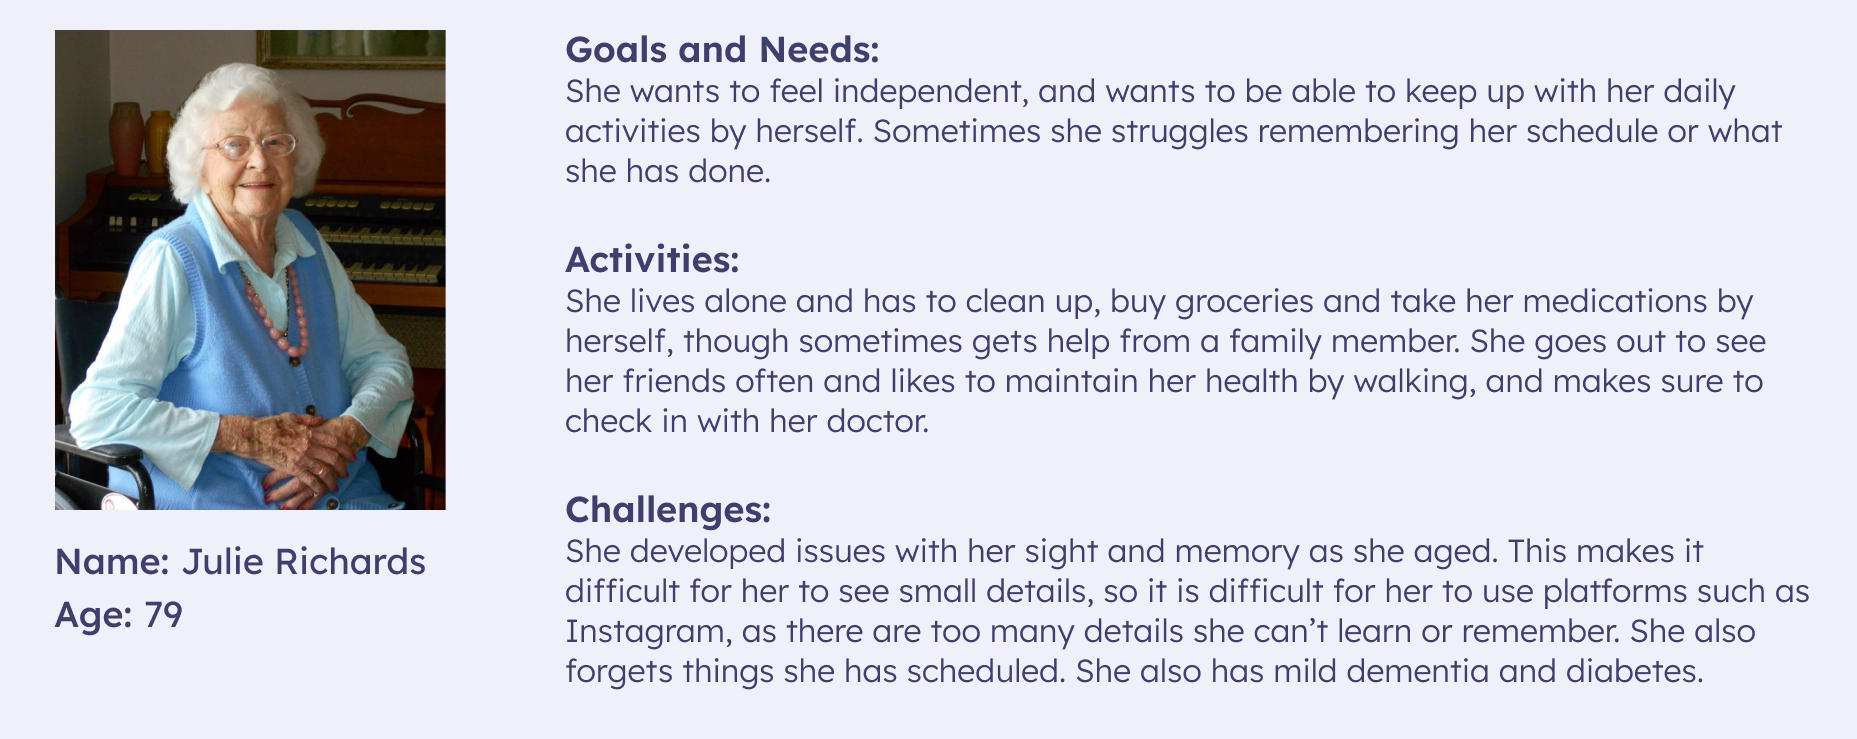 Name: Julie Richards
Age: 79
Goals and Needs:
She wants to feel independent, and wants to be able to keep up with her daily
activities by herself. Sometimes she struggles remembering her schedule or what
she has done.
Activities:
She lives alone and has to clean up, buy groceries and take her medications by
herself, though sometimes gets help from a family member. She goes out to see
her friends often and likes to maintain her health by walking, and makes sure to
check in with her doctor.
Challenges:
She developed issues with her sight and memory as she aged. This makes it
difficult for her to see small details, so it is difficult for her to use platforms such as
Instagram, as there are too many details she can’t learn or remember. She also
forgets things she has scheduled. She also has mild dementia and diabetes.